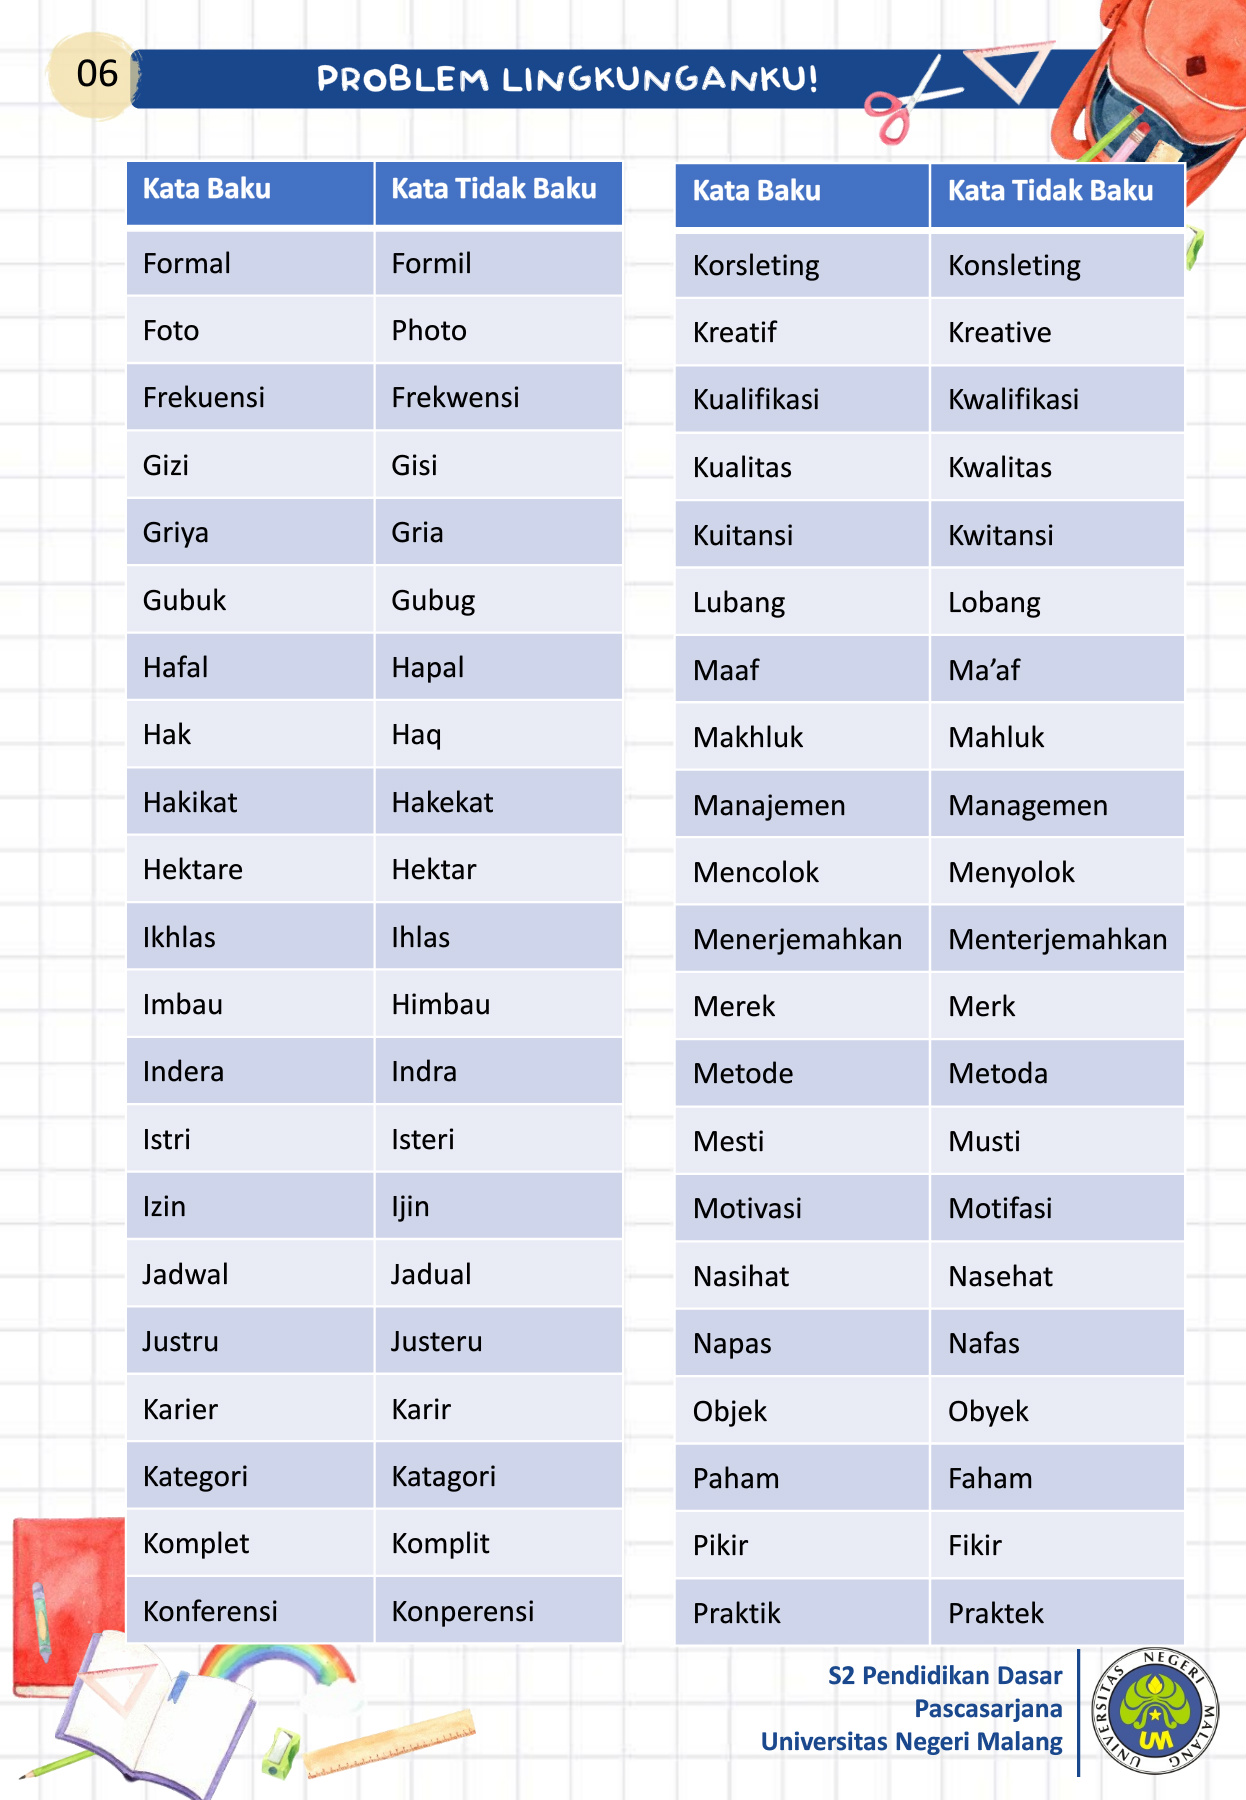 06
PROBLEM LINGKUNGANKU!
Kata Baku Kata Tidak Baku
Formal Formil
Foto Photo
Frekuensi Frekwensi
Gizi Gisi
Griya Gria
Gubuk Gubug
Hafal Hapal
Hak Haq
Hakikat Hakekat
Hektare Hektar
Ikhlas Ihlas
Imbau Himbau
Indera Indra
Istri Isteri
Izin Ijin
Jadwal Jadual
Justru Justeru
Karier Karir
Kategori Katagori
Komplet Komplit
Konferensi Konperensi
Kata Baku Kata Tidak Baku
Korsleting Konsleting
Kreatif Kreative
Kualifikasi Kwalifikasi
Kualitas Kwalitas
Kuitansi Kwitansi
Lubang Lobang
Maaf Ma’af
Makhluk Mahluk
Manajemen Managemen
Mencolok Menyolok
Menerjemahkan Menterjemahkan
Merek Merk
Metode Metoda
Mesti Musti
Motivasi Motifasi
Nasihat Nasehat
Napas Nafas
Objek Obyek
Paham Faham
Pikir Fikir
Praktik Praktek
S2 Pendidikan Dasar
Pascasarjana
Universitas Negeri Malang
UNIVERSITAS NEGERI MALANG
UM